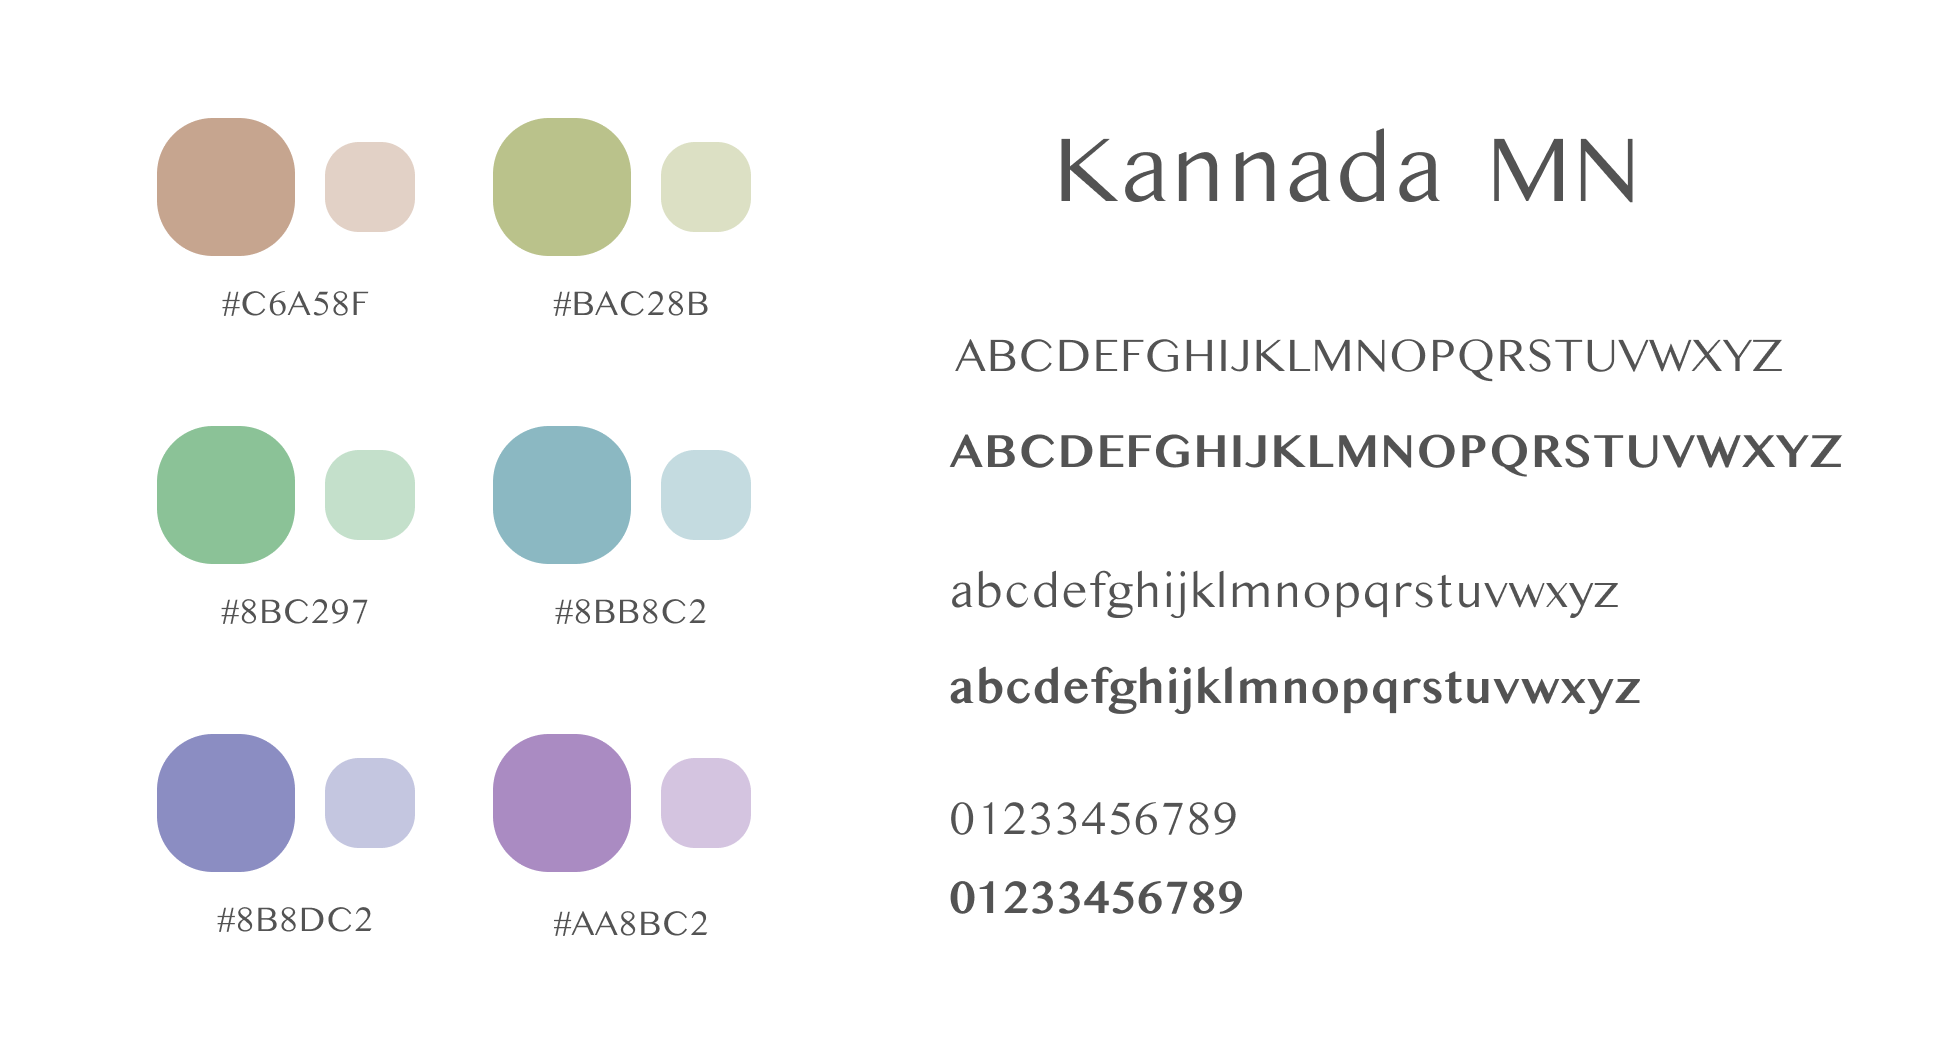 #C6A58F
#BAC28B
#8BC297
#8BB8C2
#8B8DC2
#AA8BC2
Kannada MN
ABCDEFGHIJKLMNOPQRSTUVWXYZ
ABCDEFGHIJKLMNOPQRSTUVWXYZ
abcdefghijklmnopqrstuvwxyz
abcdefghijklmnopqrstuvwxyz
01233456789
01233456789